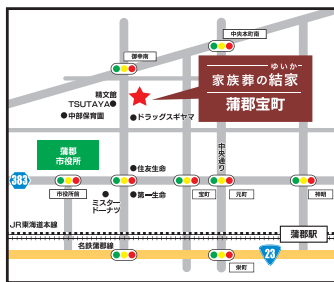 中央本町南
御幸南
ゆいか
家族葬の結家
蒲郡宝町
精文館
TSUTAYA
中部保育園
ドラッグスギヤマ
蒲郡
市役所
中央通り
住友生命
383
市役所前
宝町
元町
神明
ミスター
ドーナツ
第一生命
JR東海道本線
蒲郡駅
名鉄蒲郡線
23
栄町